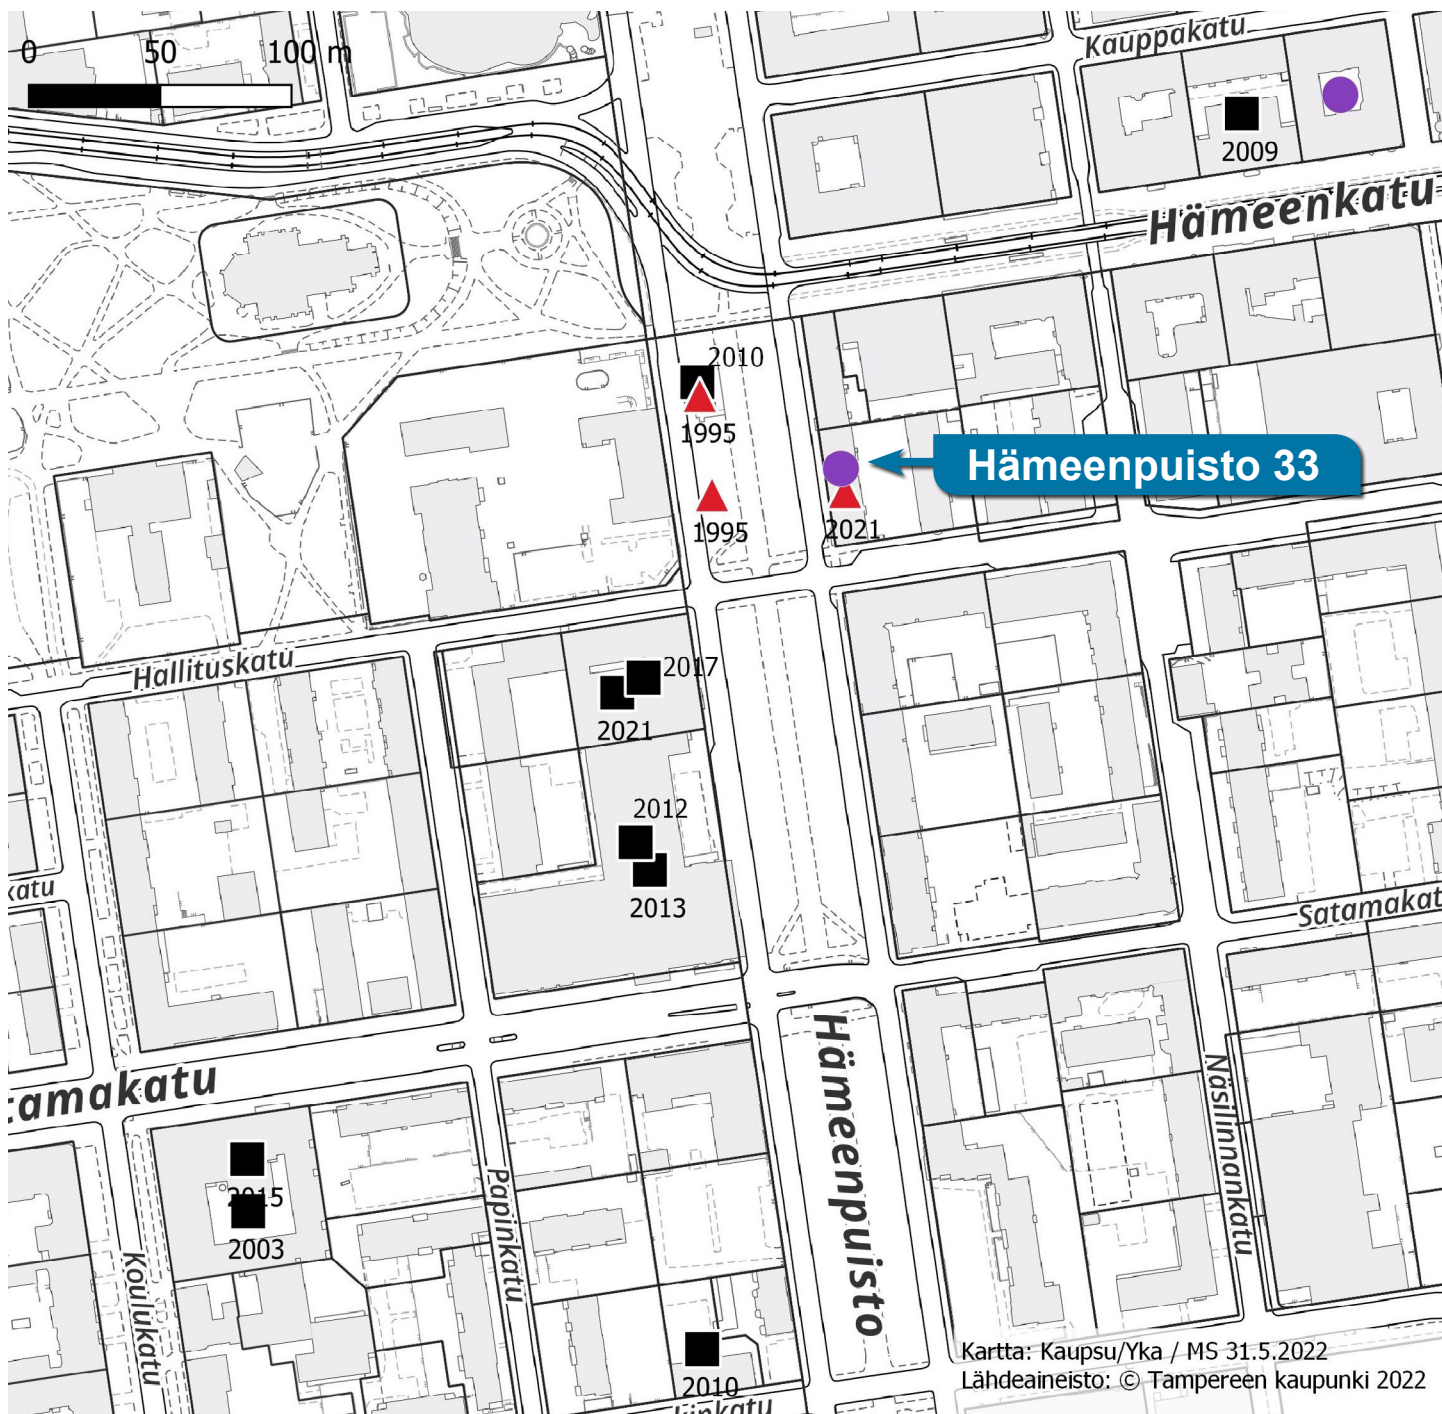 0 50 100 m
Kauppakatu
2009
Hämeenkatu
2010
1995
Hämeenpuisto 33
1995
2021
Hallituskatu
2017
2021
2012
2013
katu
Satamakat
tamakatu
Hämeenpuisto
Näsilinnankatu
2015
2003
Papinkatu
Koulukatu
2010
Kartta: Kaupsu/Yka / MS 31.5.2022
Lähdeaineisto: © Tampereen kaupunki 2022